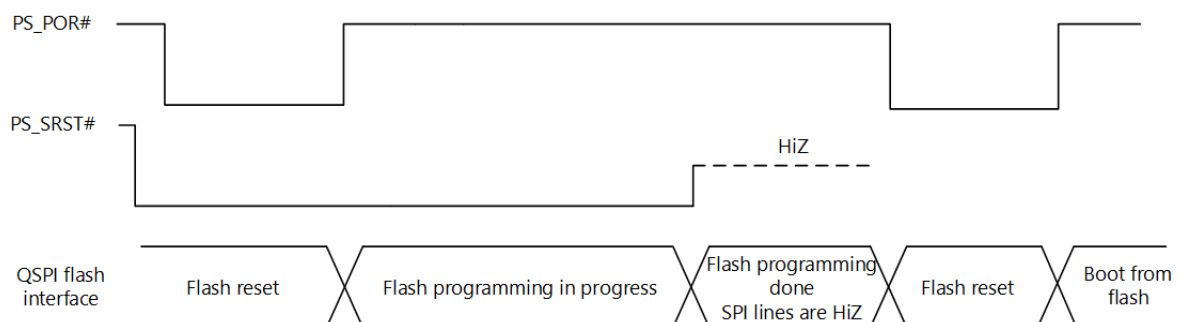 PS_POR#
PS_SRST#
HiZ
QSPI flash
interface
Flash reset
Flash programming in progress
Flash programming
done
SPI lines are HiZ
Flash reset
Boot from
flash